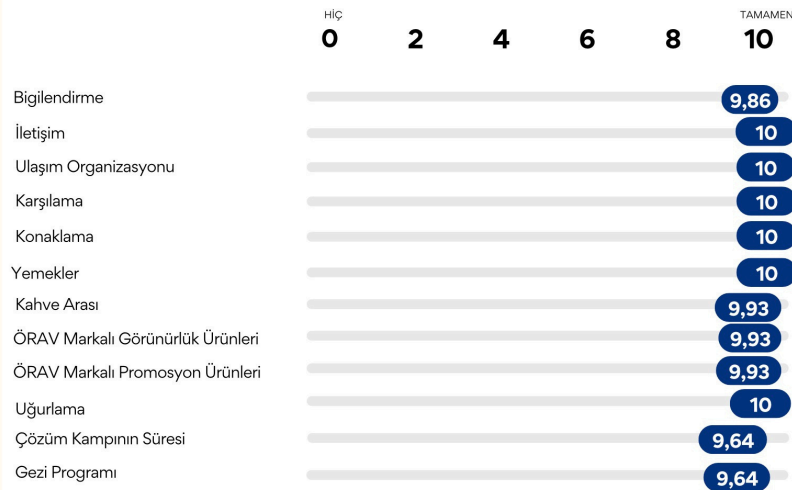 HİÇ TAMAMEN
0 2 4 6 8 10
Bigilendirme 9,86
İletişim 10
Ulaşım Organizasyonu 10
Karşılama 10
Konaklama 10
Yemekler 10
Kahve Arası 9,93
ÖRAV Markalı Görünürlük Ürünleri 9,93
ÖRAV Markalı Promosyon Ürünleri 9,93
Uğurlama 10
Çözüm Kampının Süresi 9,64
Gezi Programı 9,64